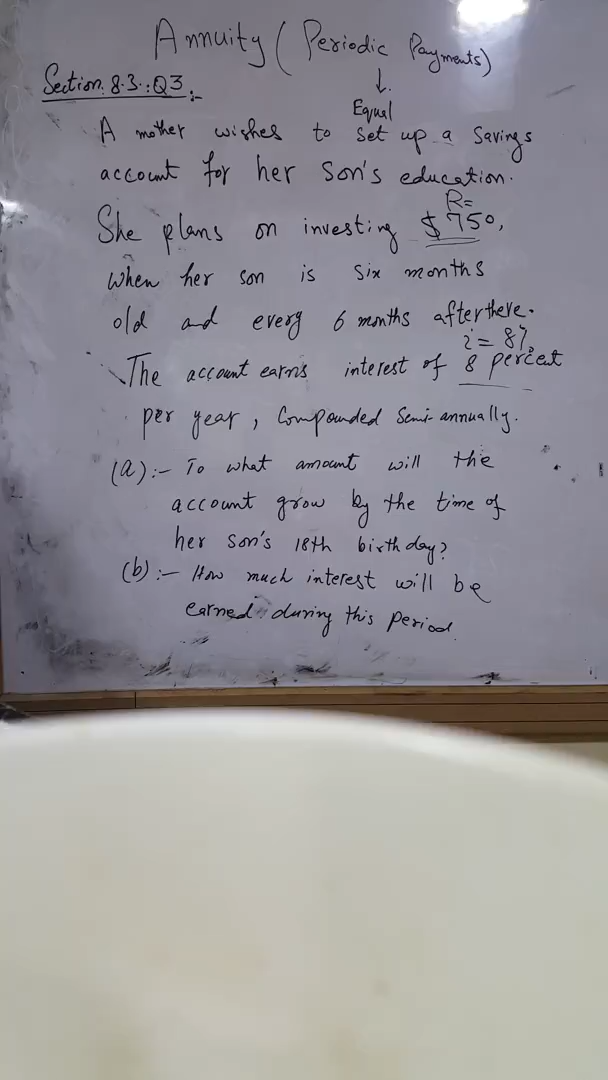 Annuity (Periodic Payments)
Section: 8.3: Q3:-
Equal
A mother wishes to set up a savings
account for her son's education.
R=
She plans on investing $750,
when her son is six months
old and every 6 months afterthere.
i = 8%
The account earns interest of 8 percent
per year, Compounded Semi-annually.
(a):- To what amount will the
account grow by the time of
her son's 18th birthday?
(b):- How much interest will be
earned during this period.